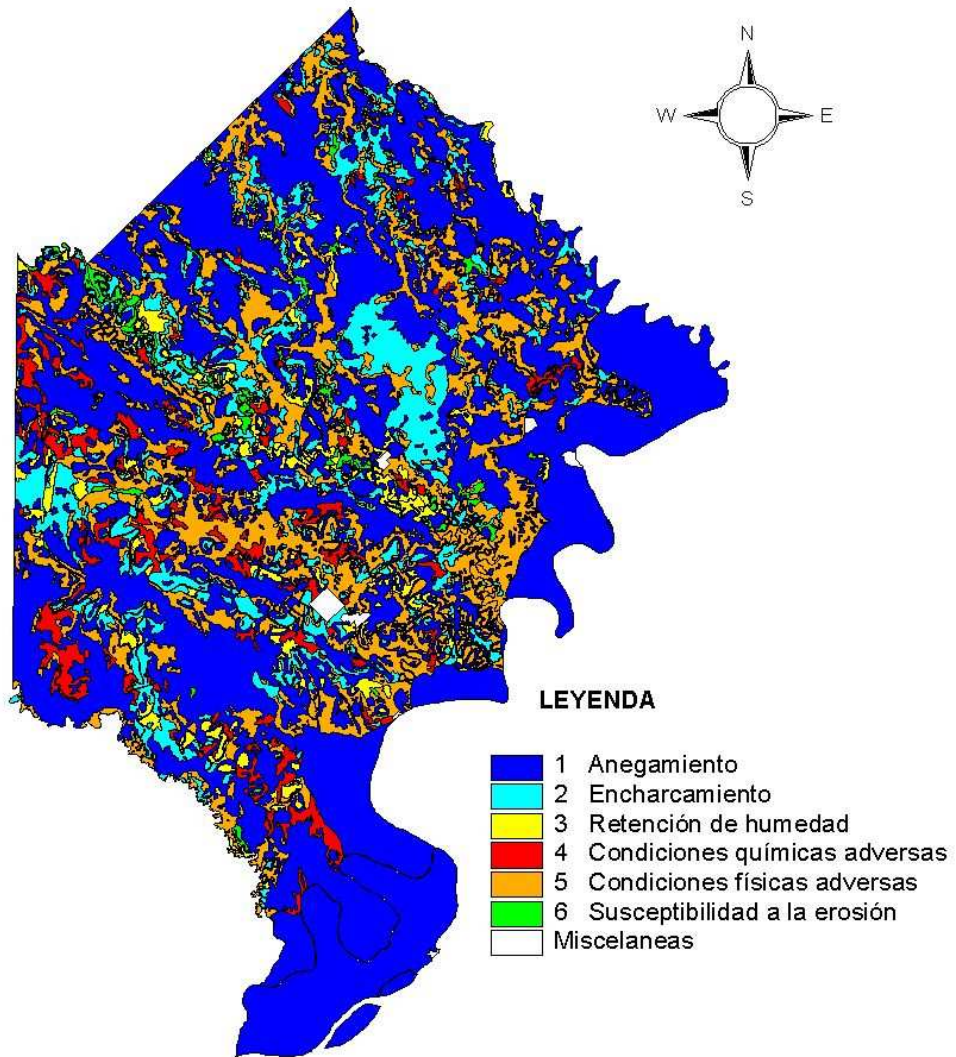 N
W E
S
LEYENDA
1 Anegamiento
2 Encharcamiento
3 Retención de humedad
4 Condiciones químicas adversas
5 Condiciones físicas adversas
6 Susceptibilidad a la erosión
Miscelaneas